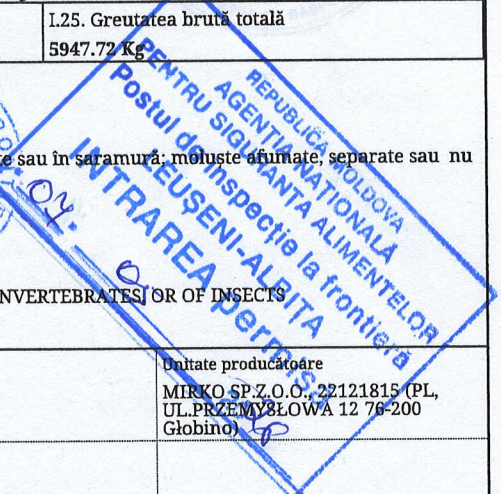 I.25. Greutatea brută totală
5947.72 Kg
te sau în saramură; moluște afumate, separate sau nu
NVERTEBRATES, OR OF INSECTS
Unitate producătoare
MIRKO SP.Z.O.O., 22121815 (PL,
UL.PRZEMYSŁOWA 12 76-200
Głobino)
REPUBLICA MOLDOVA
AGENȚIA NAȚIONALĂ
PENTRU SIGURANȚA ALIMENTELOR
Postul de inspecție la frontieră
LEUȘENI-ALBIȚA
INTRAREA permisă